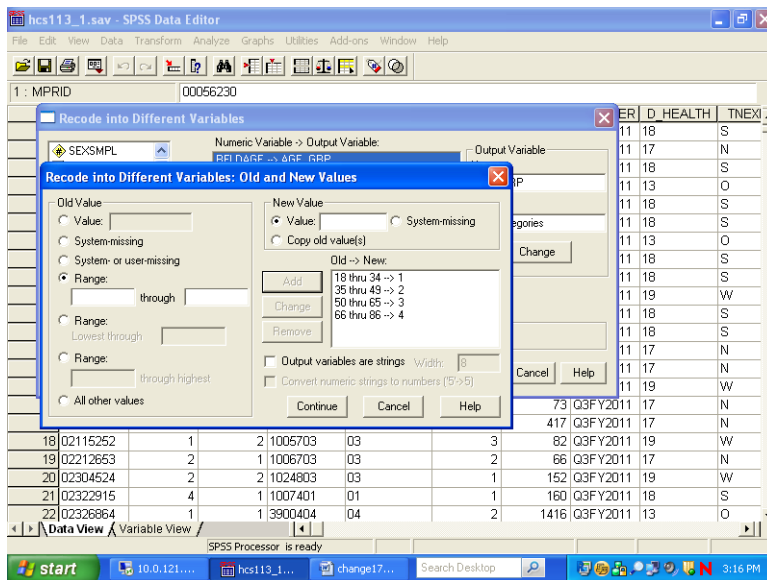 hcs113_1.sav - SPSS Data Editor
File Edit View Data Transform Analyze Graphs Utilities Add-ons Window Help
1 : MPRID 00056230
Recode into Different Variables
ER D_HEALTH TNEXI
SEXSMPL
Numeric Variable -> Output Variable:
Output Variable
Recode into Different Variables: Old and New Values
Old Value
Value:
System-missing
System- or user-missing
Range:
through
Range:
Lowest through
Range:
through highest
All other values
New Value
Value: System-missing
Copy old value(s)
Old --> New:
Add
Change
Remove
18 thru 34 --> 1
35 thru 49 --> 2
50 thru 65 --> 3
66 thru 86 --> 4
Output variables are strings Width: 8
Convert numeric strings to numbers ('5'->5)
Continue Cancel Help
egories
Change
Cancel Help
11 18 S
11 17 N
11 18 S
11 13 O
11 18 S
11 18 S
11 13 O
11 18 S
11 18 S
11 19 W
11 18 S
11 18 S
11 17 N
11 17 N
11 19 W
73 Q3FY2011 17 N
417 Q3FY2011 17 N
18 02115252 1 2 1005703 03 3 82 Q3FY2011 19 W
19 02212653 2 1 1006703 03 2 66 Q3FY2011 17 N
20 02304524 2 2 1024803 03 1 152 Q3FY2011 19 W
21 02322915 4 1 1007401 01 1 160 Q3FY2011 18 S
22 02326864 1 1 3900404 04 2 1416 Q3FY2011 13 O
Data View Variable View
SPSS Processor is ready
start 10.0.121.... hcs113_1... change17... Search Desktop 3:16 PM